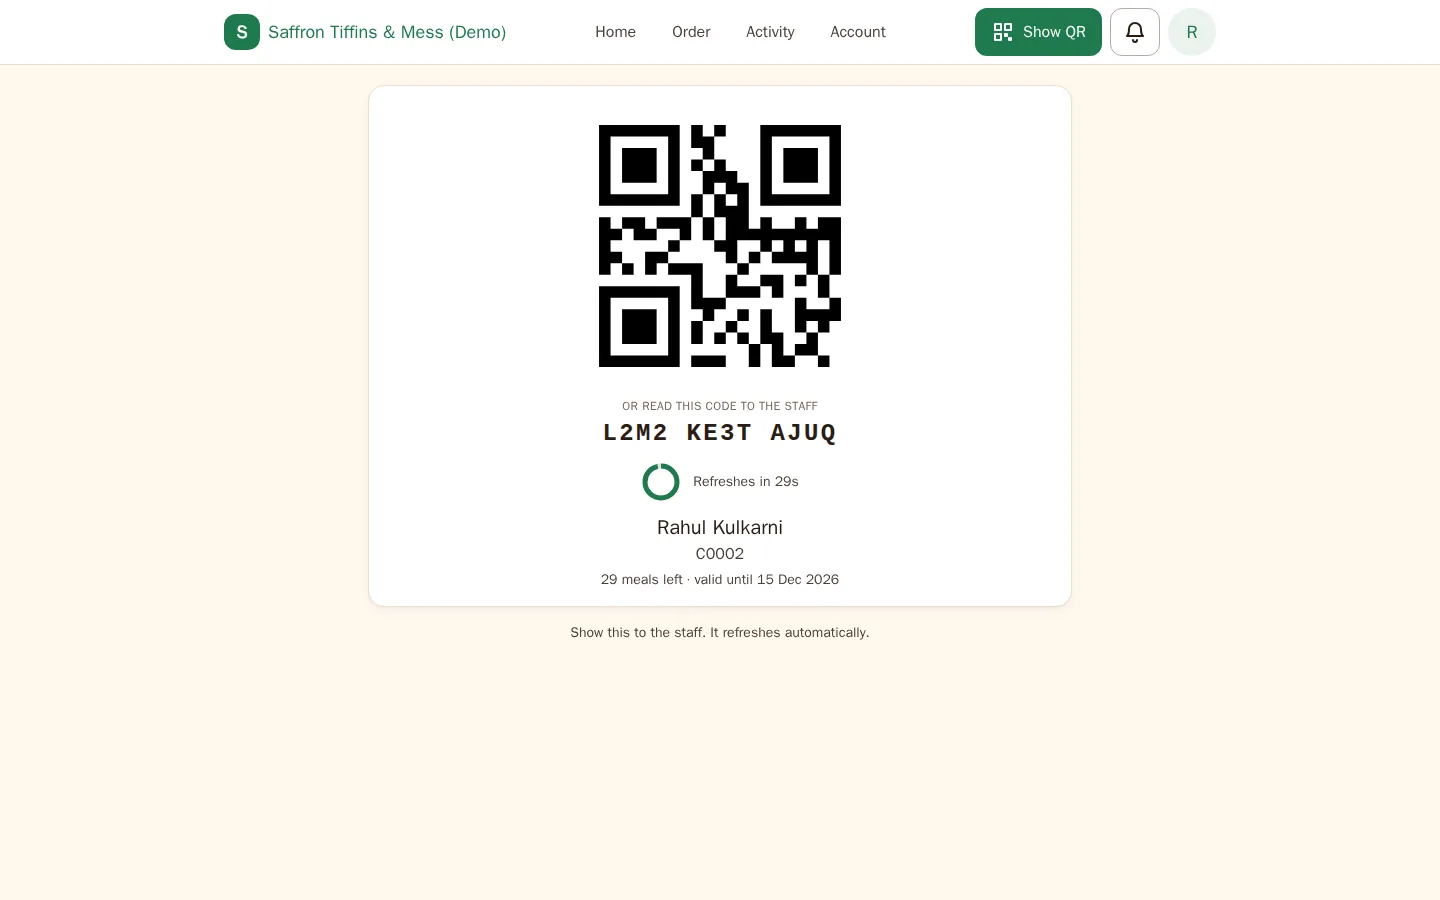 S Saffron Tiffins & Mess (Demo) Home Order Activity Account Show QR R
OR READ THIS CODE TO THE STAFF
L2M2 KE3T AJUQ
Refreshes in 29s
Rahul Kulkarni
C0002
29 meals left · valid until 15 Dec 2026
Show this to the staff. It refreshes automatically.